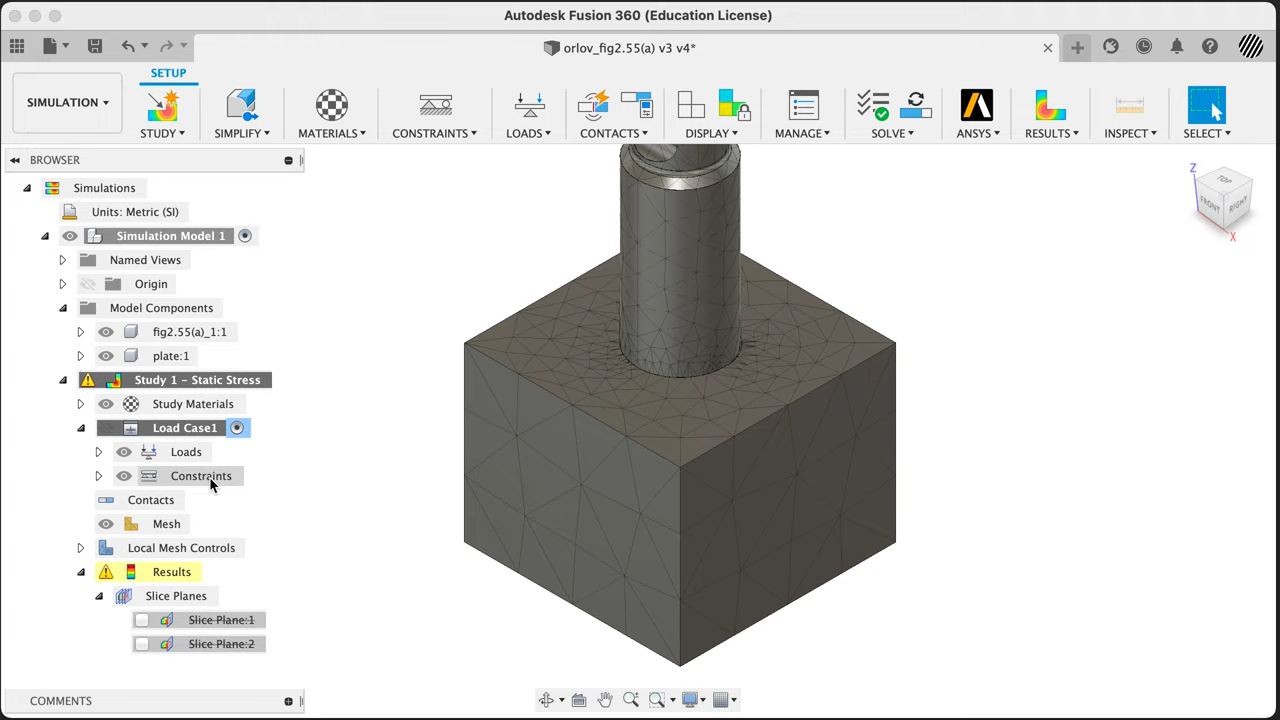 Autodesk Fusion 360 (Education License)
orlov_fig2.55(a) v3 v4*
SETUP
SIMULATION
STUDY
SIMPLIFY
MATERIALS
CONSTRAINTS
LOADS
CONTACTS
DISPLAY
MANAGE
SOLVE
ANSYS
RESULTS
INSPECT
SELECT
BROWSER
Simulations
Units: Metric (SI)
Simulation Model 1
Named Views
Origin
Model Components
fig2.55(a)_1:1
plate:1
Study 1 - Static Stress
Study Materials
Load Case1
Loads
Constraints
Contacts
Mesh
Local Mesh Controls
Results
Slice Planes
Slice Plane:1
Slice Plane:2
Z
TOP
FRONT
RIGHT
X
COMMENTS